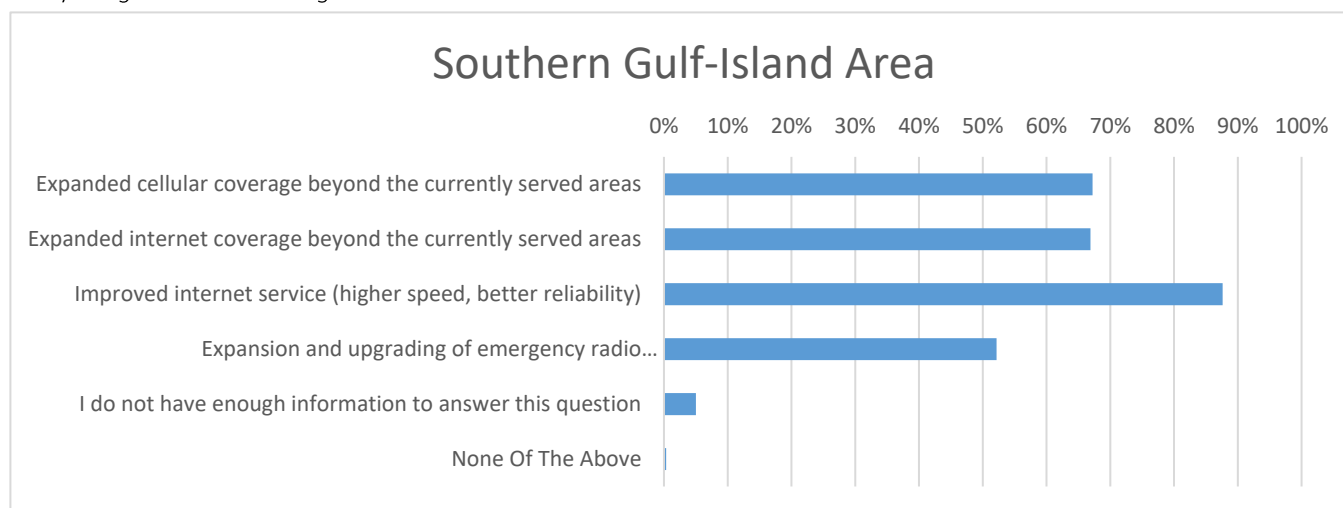 Southern Gulf-Island Area
0% 10% 20% 30% 40% 50% 60% 70% 80% 90% 100%
Expanded cellular coverage beyond the currently served areas
Expanded internet coverage beyond the currently served areas
Improved internet service (higher speed, better reliability)
Expansion and upgrading of emergency radio...
I do not have enough information to answer this question
None Of The Above